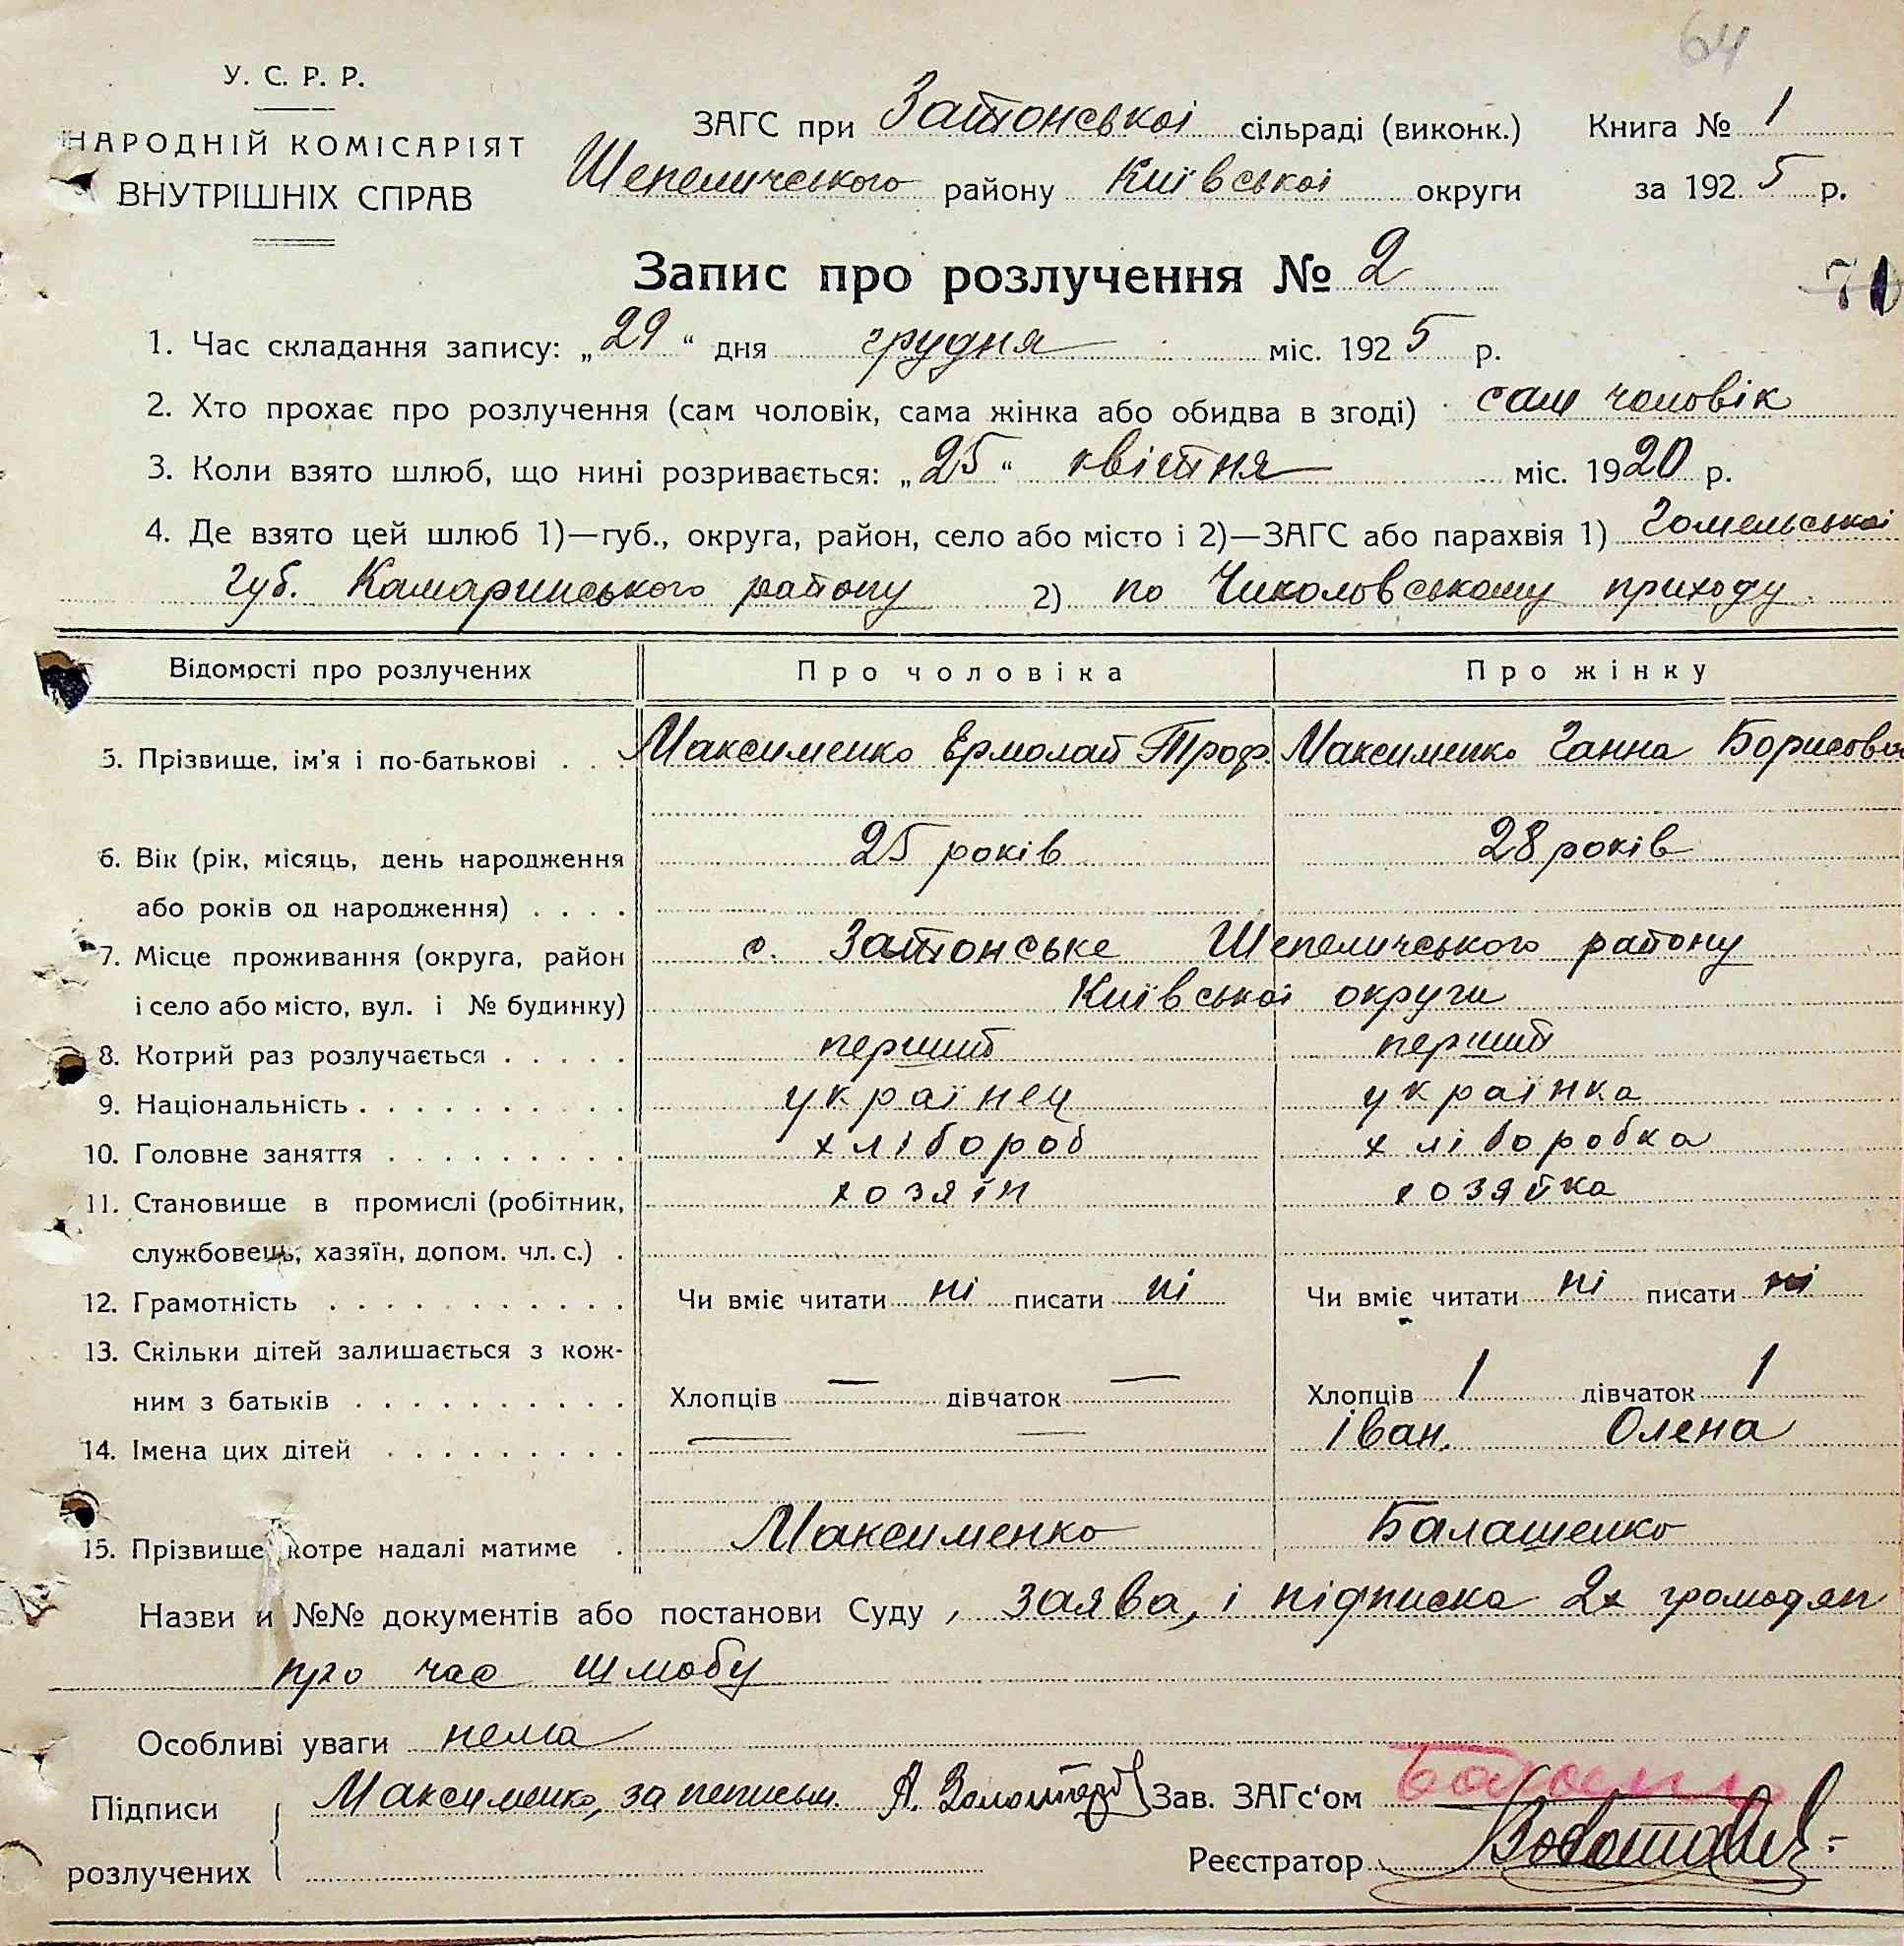 64
У. С. Р. Р.
НАРОДНІЙ КОМІСАРІЯТ
ВНУТРІШНІХ СПРАВ
ЗАГС при Затонської сільраді (виконк.) Книга № 1
Шепеличського району Київської округи за 1925 р.
Запис про розлучення № 2
71
1. Час складання запису: „29“ дня грудня міс. 1925 р.
2. Хто прохає про розлучення (сам чоловік, сама жінка або обидва в згоді) сам чоловік
3. Коли взято шлюб, що нині розривається: „25“ квітня міс. 1920 р.
4. Де взято цей шлюб 1)—губ., округа, район, село або місто і 2)—ЗАГС або парахвія 1) Гомельської
губ. Камаринського району 2) по Чиколовському приходу
Відомості про розлучених Про чоловіка Про жінку
5. Прізвище, ім'я і по-батькові . . . Максименко Ермолай Троф. Максименко Ганна Борисовна
6. Вік (рік, місяць, день народження 25 років 28 років
або років од народження) . . . .
7. Місце проживання (округа, район с. Затонське Шепеличського району
і село або місто, вул. і № будинку) Київської округи
8. Котрий раз розлучається . . . . . перший перший
9. Національність . . . . . . . . . . українец українка
10. Головне заняття . . . . . . . . . хлібороб хліборобка
11. Становище в промислі (робітник, хозяїн хозяйка
службовець, хазяїн, допом. чл. с.) .
12. Грамотність . . . . . . . . . . . Чи вміє читати ні писати ні Чи вміє читати ні писати ні
13. Скільки дітей залишається з кож-
ним з батьків . . . . . . . . . . Хлопців — дівчаток — Хлопців 1 дівчаток 1
14. Імена цих дітей . . . . . . . . . — — Іван, Олена
15. Прізвище котре надалі матиме . Максименко Балашенко
Назви и №№ документів або постанови Суду, заява, і підписка 2х громадян
про час шлюбу
Особливі уваги нема
Підписи Максименко, за неписьм. А. Золотар Зав. ЗАГс'ом
розлучених Реєстратор